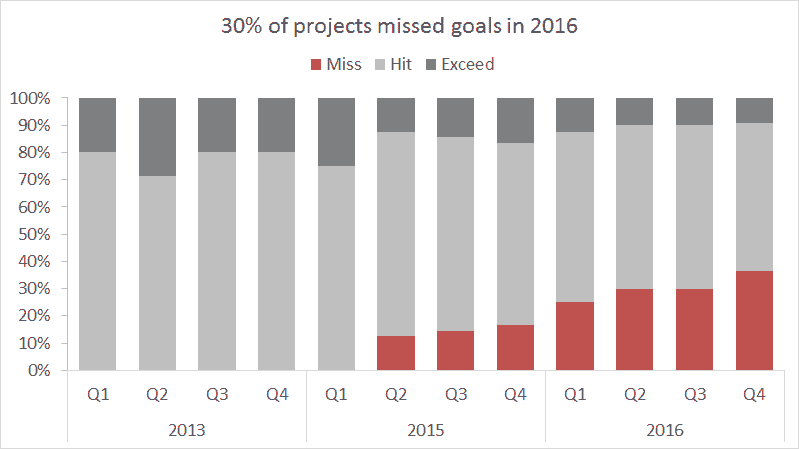 30% of projects missed goals in 2016
Miss Hit Exceed
100%
90%
80%
70%
60%
50%
40%
30%
20%
10%
0%
Q1 Q2 Q3 Q4 Q1 Q2 Q3 Q4 Q1 Q2 Q3 Q4
2013 2015 2016